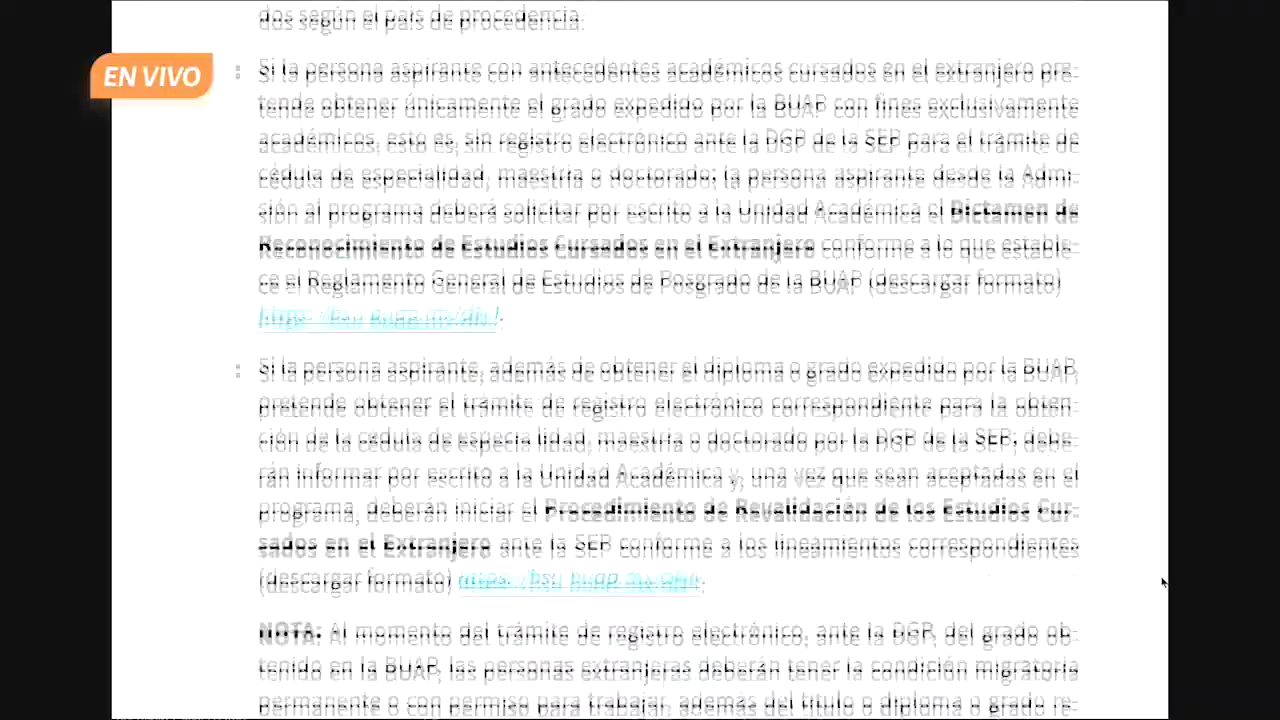 dos según el país de procedencia.
EN VIVO
Si la persona aspirante con antecedentes académicos cursados en el extranjero pre-
tende obtener únicamente el grado expedido por la BUAP con fines exclusivamente
académicos, esto es, sin registro electrónico ante la DGP de la SEP para el trámite de
cédula de especialidad, maestría o doctorado; la persona aspirante desde la Admi-
sión al programa deberá solicitar por escrito a la Unidad Académica el Dictamen de
Reconocimiento de Estudios Cursados en el Extranjero conforme a lo que estable-
ce el Reglamento General de Estudios de Posgrado de la BUAP (descargar formato)
Si la persona aspirante, además de obtener el diploma o grado expedido por la BUAP,
pretende obtener el trámite de registro electrónico correspondiente para la obten-
ción de la cédula de especia lidad, maestría o doctorado por la DGP de la SEP; debe-
rán informar por escrito a la Unidad Académica y, una vez que sean aceptadas en el
programa, deberán iniciar el Procedimiento de Revalidación de los Estudios Cur-
sados en el Extranjero ante la SEP conforme a los lineamientos correspondientes
(descargar formato)
NOTA: Al momento del trámite de registro electrónico, ante la DGP, del grado ob-
tenido en la BUAP, las personas extranjeras deberán tener la condición migratoria
permanente o con permiso para trabajar, además del título o diploma o grado re-